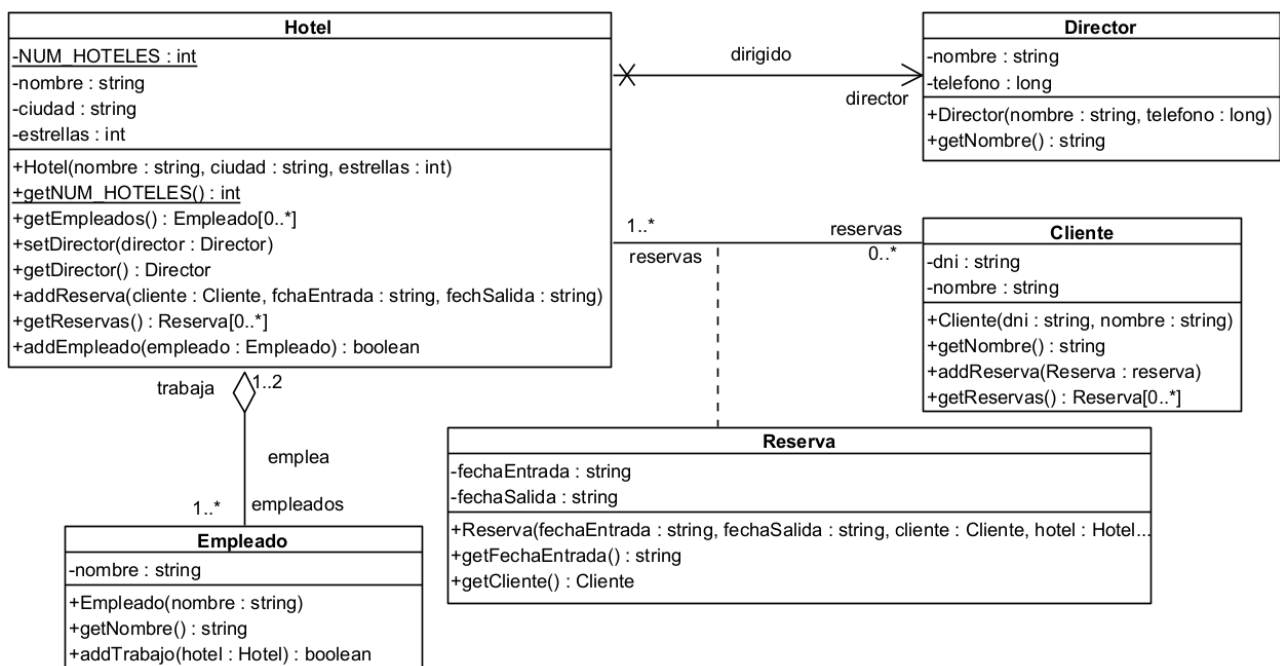 Hotel
-NUM_HOTELES : int
-nombre : string
-ciudad : string
-estrellas : int
+Hotel(nombre : string, ciudad : string, estrellas : int)
+getNUM_HOTELES() : int
+getEmpleados() : Empleado[0..*]
+setDirector(director : Director)
+getDirector() : Director
+addReserva(cliente : Cliente, fchaEntrada : string, fechSalida : string)
+getReservas() : Reserva[0..*]
+addEmpleado(empleado : Empleado) : boolean
dirigido
director
Director
-nombre : string
-telefono : long
+Director(nombre : string, telefono : long)
+getNombre() : string
1..*
reservas
reservas
0..*
Cliente
-dni : string
-nombre : string
+Cliente(dni : string, nombre : string)
+getNombre() : string
+addReserva(Reserva : reserva)
+getReservas() : Reserva[0..*]
trabaja
1..2
emplea
1..*
empleados
Reserva
-fechaEntrada : string
-fechaSalida : string
+Reserva(fechaEntrada : string, fechaSalida : string, cliente : Cliente, hotel : Hotel...
+getFechaEntrada() : string
+getCliente() : Cliente
Empleado
-nombre : string
+Empleado(nombre : string)
+getNombre() : string
+addTrabajo(hotel : Hotel) : boolean